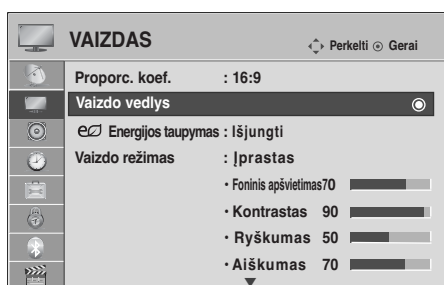 VAIZDAS
Perkelti Gerai
Proporc. koef. : 16:9
Vaizdo vedlys
Energijos taupymas : Išjungti
Vaizdo režimas : Įprastas
• Foninis apšvietimas70
• Kontrastas 90
• Ryškumas 50
• Aiškumas 70